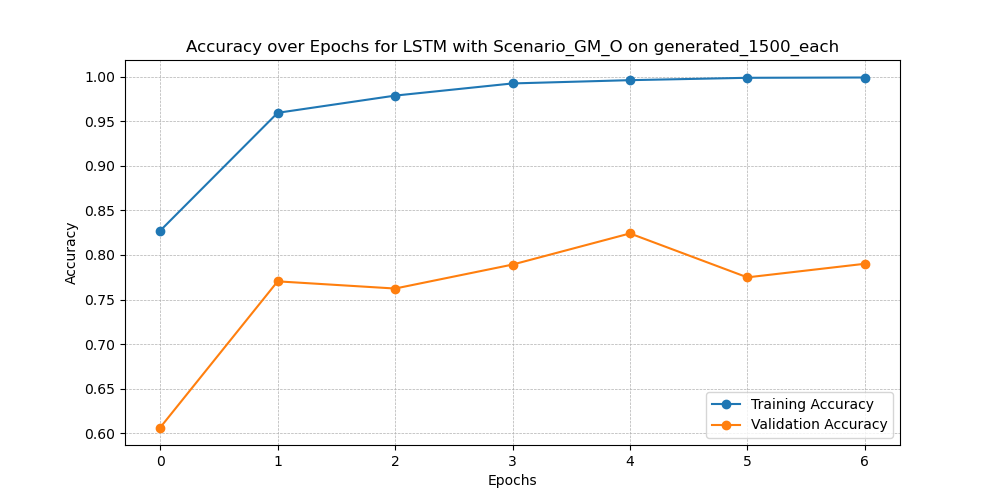 Accuracy over Epochs for LSTM with Scenario_GM_O on generated_1500_each
1.00
0.95
0.90
0.85
0.80
0.75
0.70
0.65
0.60
Accuracy
0 1 2 3 4 5 6
Epochs
Training Accuracy
Validation Accuracy